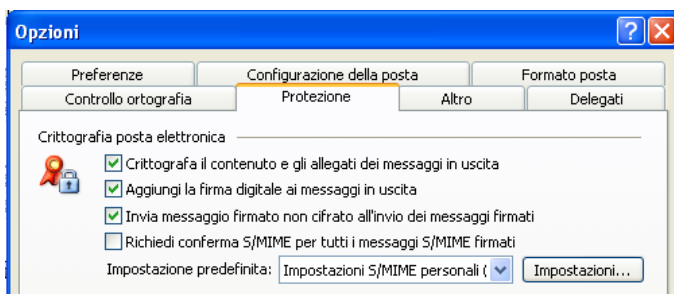 Opzioni
Preferenze Configurazione della posta Formato posta
Controllo ortografia Protezione Altro Delegati
Crittografia posta elettronica
Crittografa il contenuto e gli allegati dei messaggi in uscita
Aggiungi la firma digitale ai messaggi in uscita
Invia messaggio firmato non cifrato all'invio dei messaggi firmati
Richiedi conferma S/MIME per tutti i messaggi S/MIME firmati
Impostazione predefinita: Impostazioni S/MIME personali ( Impostazioni...